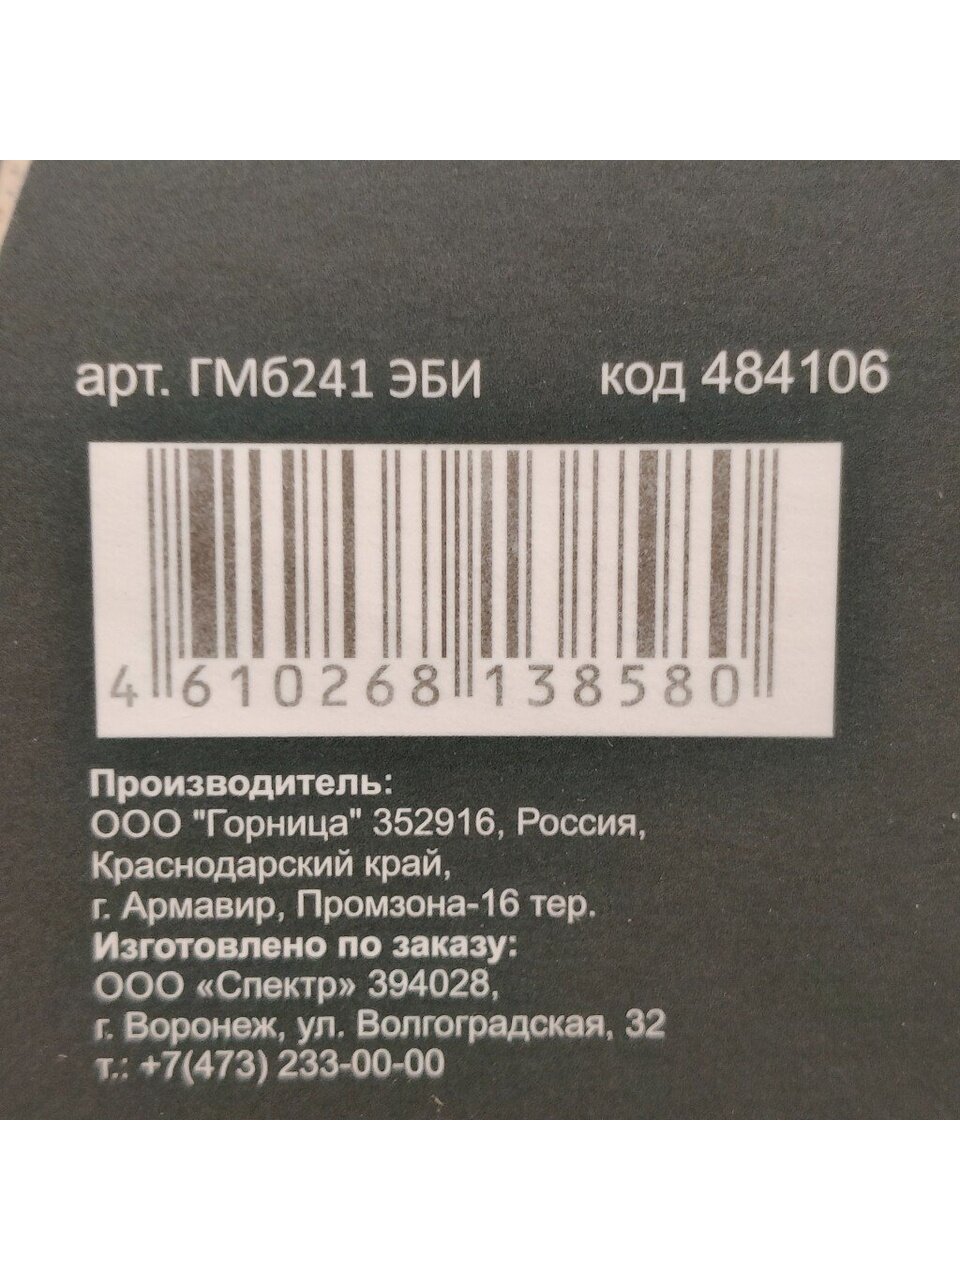 арт. ГМ6241 ЭБИ код 484106
4 610268 138580
Производитель:
ООО "Горница" 352916, Россия,
Краснодарский край,
г. Армавир, Промзона-16 тер.
Изготовлено по заказу:
ООО «Спектр» 394028,
г. Воронеж, ул. Волгоградская, 32
т.: +7(473) 233-00-00